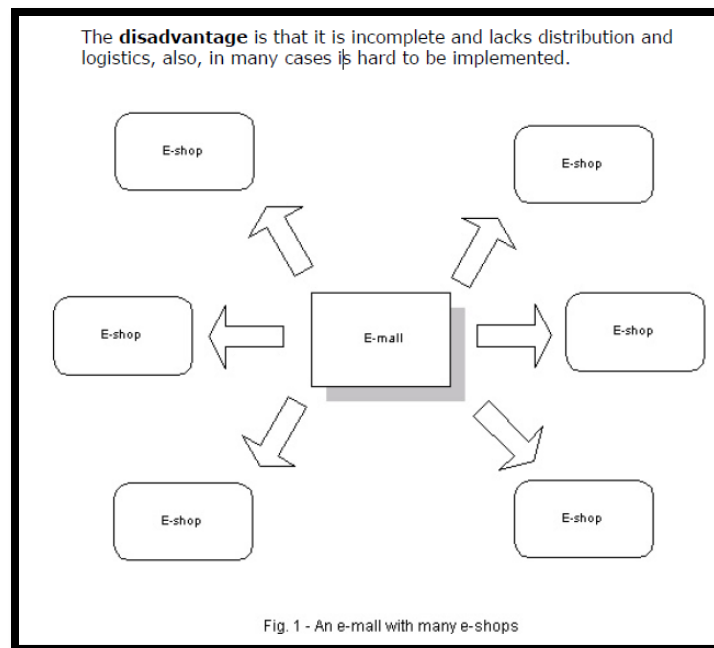 The disadvantage is that it is incomplete and lacks distribution and
logistics, also, in many cases is hard to be implemented.
E-shop
E-shop
E-shop
E-mall
E-shop
E-shop
E-shop
Fig. 1 - An e-mall with many e-shops